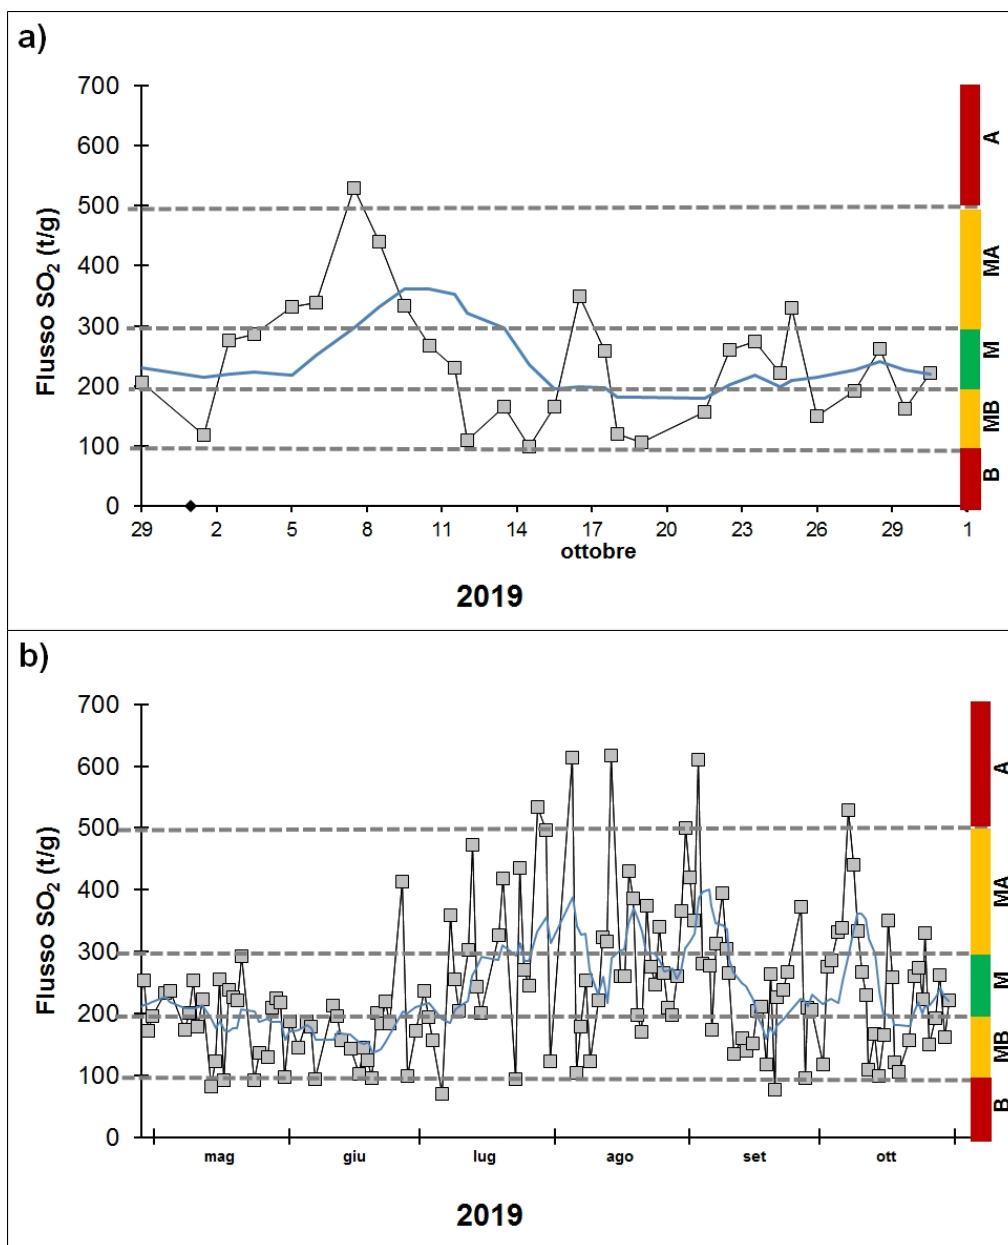 a)
700
600
500
400
300
200
100
0
Flusso SO₂ (t/g)
A
MA
M
MB
B
29 2 5 8 11 14 17 20 23 26 29 1
ottobre
2019
b)
700
600
500
400
300
200
100
0
Flusso SO₂ (t/g)
A
MA
M
MB
B
mag giu lug ago set ott
2019